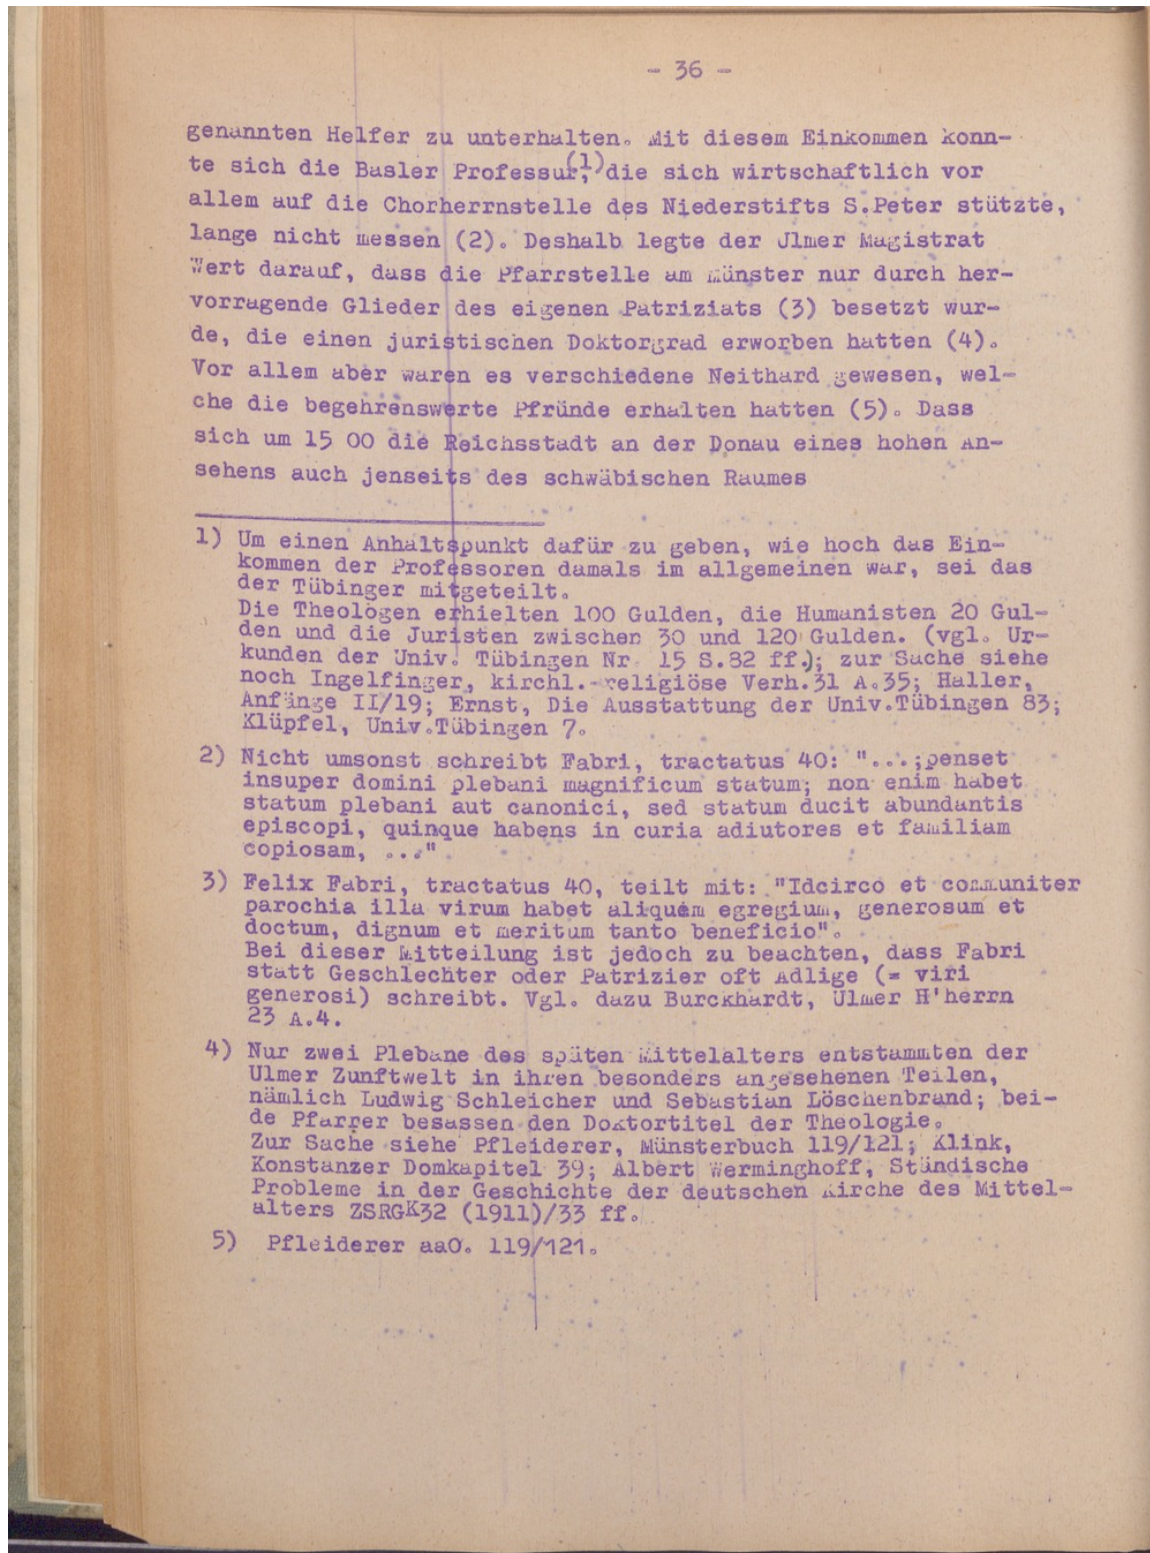 - 36 -
genannten Helfer zu unterhalten. Mit diesem Einkommen konn-
te sich die Basler Professur,(1) die sich wirtschaftlich vor
allem auf die Chorherrnstelle des Niederstifts S.Peter stützte,
lange nicht messen (2). Deshalb legte der Ulmer Magistrat
Wert darauf, dass die Pfarrstelle am Münster nur durch her-
vorragende Glieder des eigenen Patriziats (3) besetzt wur-
de, die einen juristischen Doktorgrad erworben hatten (4).
Vor allem aber waren es verschiedene Neithard gewesen, wel-
che die begehrenswerte Pfründe erhalten hatten (5). Dass
sich um 15 00 die Reichsstadt an der Donau eines hohen An-
sehens auch jenseits des schwäbischen Raumes
1) Um einen Anhaltspunkt dafür zu geben, wie hoch das Ein-
kommen der Professoren damals im allgemeinen war, sei das
der Tübinger mitgeteilt.
Die Theologen erhielten 100 Gulden, die Humanisten 20 Gul-
den und die Juristen zwischen 30 und 120 Gulden. (vgl. Ur-
kunden der Univ. Tübingen Nr. 15 S.82 ff.); zur Sache siehe
noch Ingelfinger, kirchl.-religiöse Verh.31 A.35; Haller,
Anfänge II/19; Ernst, Die Ausstattung der Univ.Tübingen 83;
Klüpfel, Univ.Tübingen 7.
2) Nicht umsonst schreibt Fabri, tractatus 40: "...;penset
insuper domini plebani magnificum statum; non enim habet
statum plebani aut canonici, sed statum ducit abundantis
episcopi, quinque habens in curia adiutores et familiam
copiosam, ..."
3) Felix Fabri, tractatus 40, teilt mit: "Idcirco et communiter
parochia illa virum habet aliquem egregium, generosum et
doctum, dignum et meritum tanto beneficio".
Bei dieser Mitteilung ist jedoch zu beachten, dass Fabri
statt Geschlechter oder Patrizier oft Adlige (= viri
generosi) schreibt. Vgl. dazu Burckhardt, Ulmer H'herrn
23 A.4.
4) Nur zwei Plebane des späten Mittelalters entstammten der
Ulmer Zunftwelt in ihren besonders angesehenen Teilen,
nämlich Ludwig Schleicher und Sebastian Löschenbrand; bei-
de Pfarrer besassen den Doktortitel der Theologie.
Zur Sache siehe Pfleiderer, Münsterbuch 119/121; Klink,
Konstanzer Domkapitel 39; Albert Werminghoff, Ständische
Probleme in der Geschichte der deutschen Kirche des Mittel-
alters ZSRGK32 (1911)/33 ff.
5) Pfleiderer aaO. 119/121.